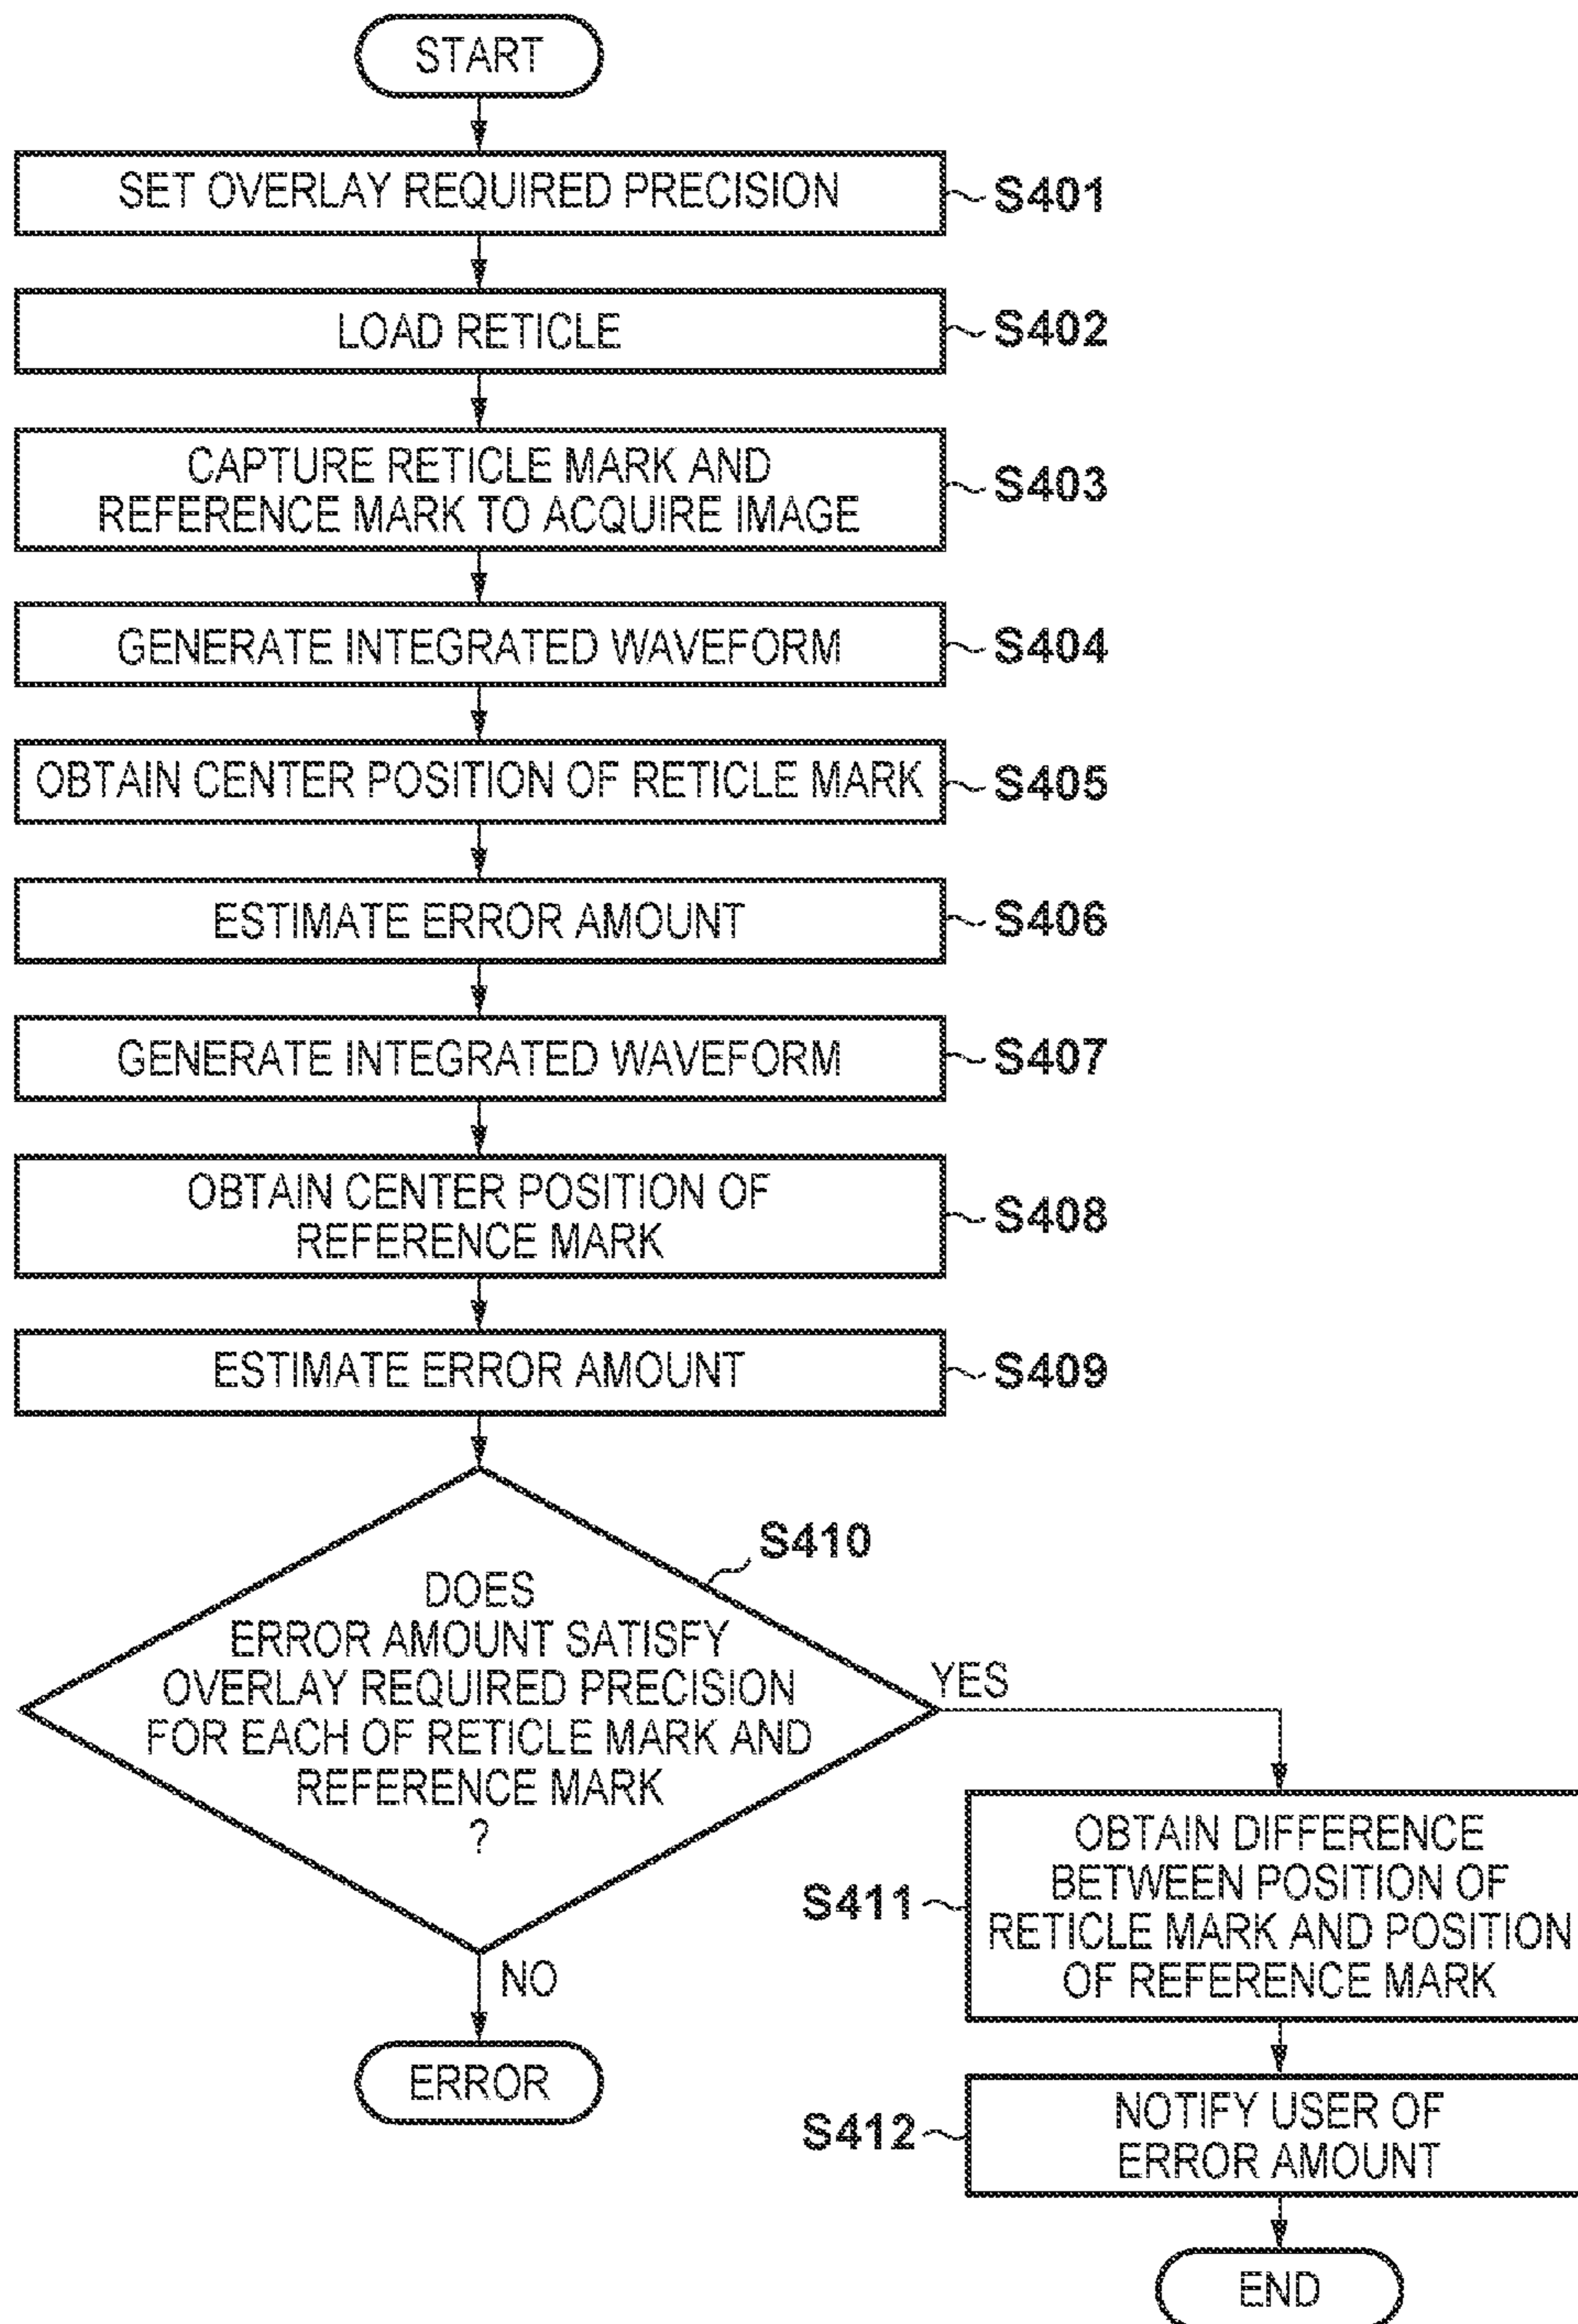 START
SET OVERLAY REQUIRED PRECISION
S401
LOAD RETICLE
S402
CAPTURE RETICLE MARK AND
REFERENCE MARK TO ACQUIRE IMAGE
S403
GENERATE INTEGRATED WAVEFORM
S404
OBTAIN CENTER POSITION OF RETICLE MARK
S405
ESTIMATE ERROR AMOUNT
S406
GENERATE INTEGRATED WAVEFORM
S407
OBTAIN CENTER POSITION OF
REFERENCE MARK
S408
ESTIMATE ERROR AMOUNT
S409
S410
DOES
ERROR AMOUNT SATISFY
OVERLAY REQUIRED PRECISION
FOR EACH OF RETICLE MARK AND
REFERENCE MARK
?
YES
NO
ERROR
S411
OBTAIN DIFFERENCE
BETWEEN POSITION OF
RETICLE MARK AND POSITION
OF REFERENCE MARK
S412
NOTIFY USER OF
ERROR AMOUNT
END